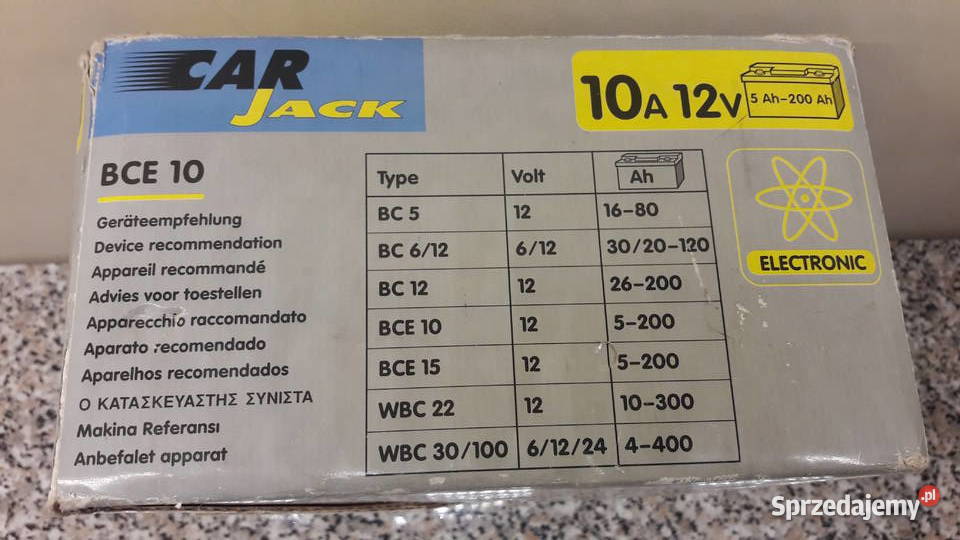 CAR
JACK
10A 12V
5 Ah-200 Ah
BCE 10
Geräteempfehlung
Device recommendation
Appareil recommandé
Advies voor toestellen
Apparecchio raccomandato
Aparato recomendado
Aparelhos recomendados
Ο ΚΑΤΑΣΚΕΥΑΣΤΗΣ ΣΥΝΙΣΤΑ
Makina Referansı
Anbefalet apparat
Type Volt Ah
BC 5 12 16-80
BC 6/12 6/12 30/20-120
BC 12 12 26-200
BCE 10 12 5-200
BCE 15 12 5-200
WBC 22 12 10-300
WBC 30/100 6/12/24 4-400
ELECTRONIC
Sprzedajemy.pl